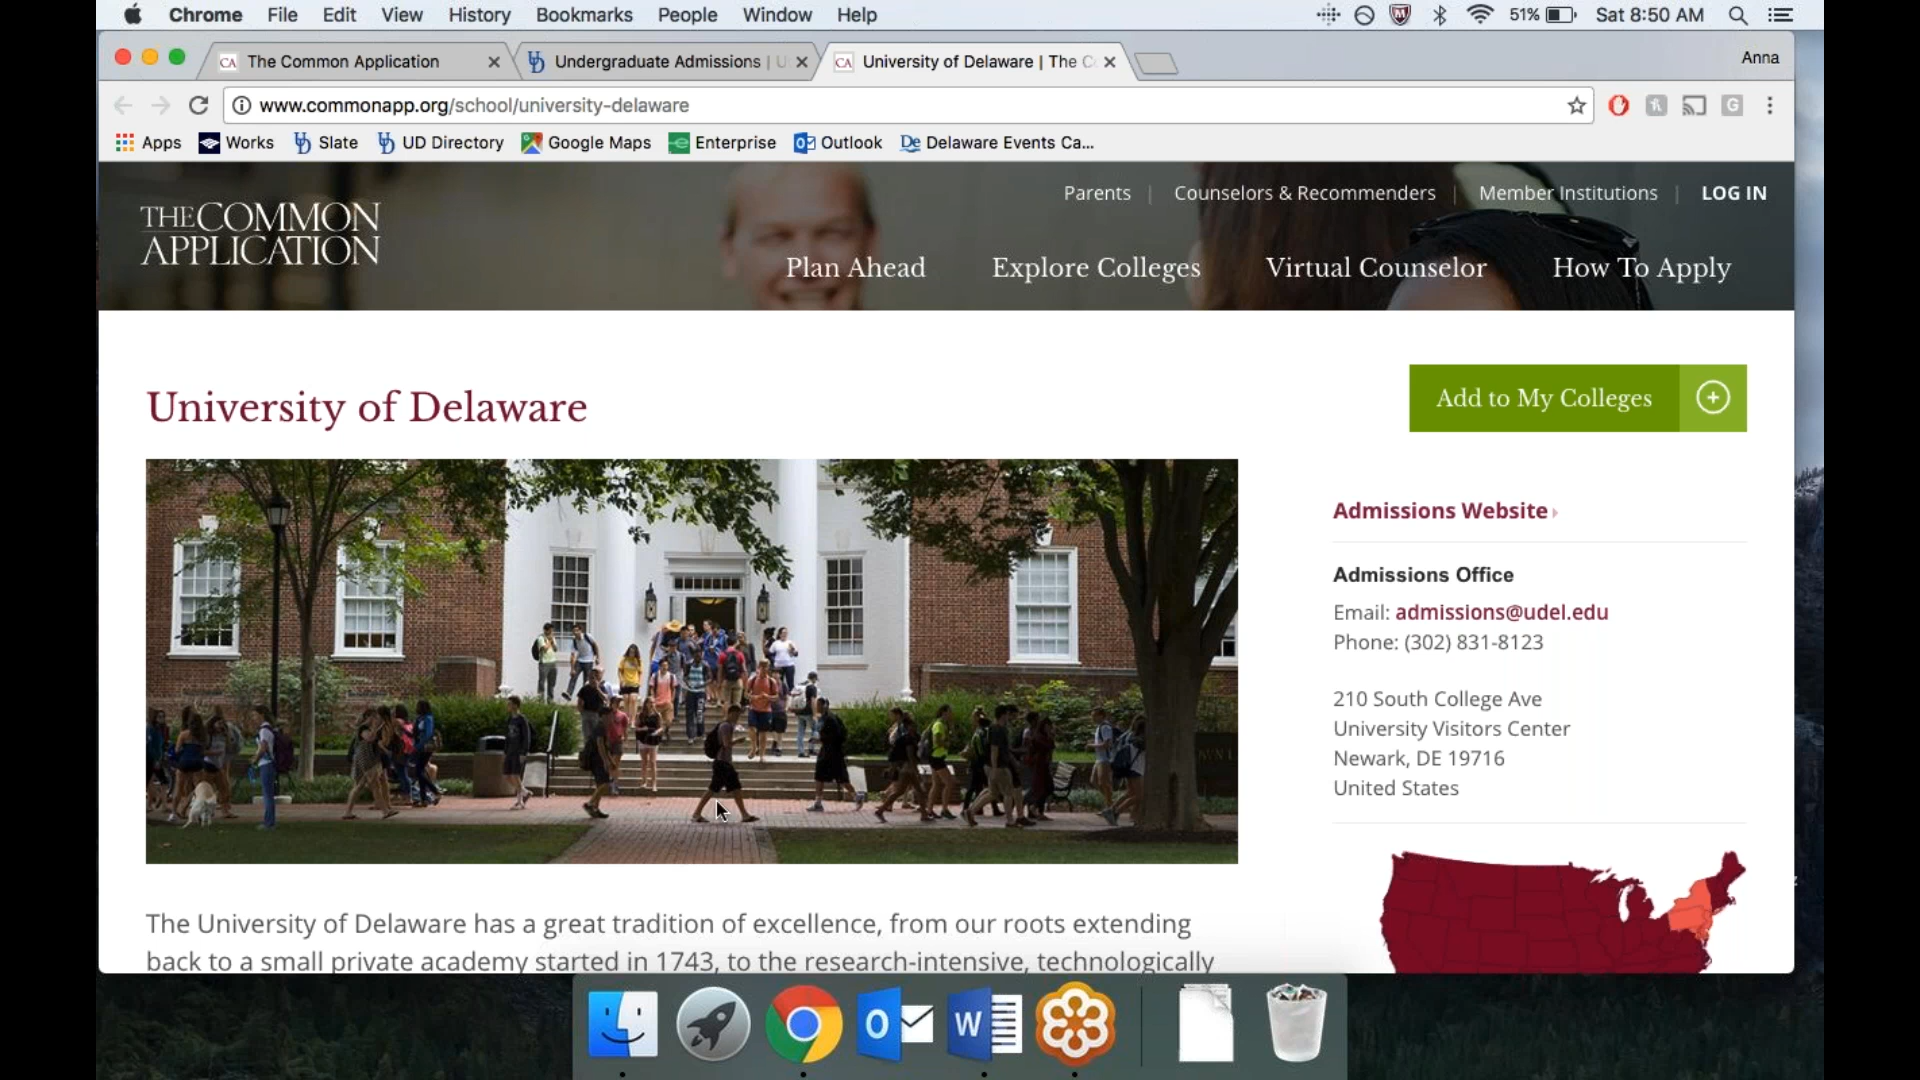 Chrome File Edit View History Bookmarks People Window Help 51% Sat 8:50 AM
The Common Application Undergraduate Admissions | U University of Delaware | The C Anna
www.commonapp.org/school/university-delaware
Apps Works Slate UD Directory Google Maps Enterprise Outlook De Delaware Events Ca...
Parents | Counselors & Recommenders | Member Institutions | LOG IN
THE COMMON
APPLICATION
Plan Ahead Explore Colleges Virtual Counselor How To Apply
University of Delaware
Add to My Colleges
Admissions Website
Admissions Office
Email: admissions@udel.edu
Phone: (302) 831-8123
210 South College Ave
University Visitors Center
Newark, DE 19716
United States
The University of Delaware has a great tradition of excellence, from our roots extending
back to a small private academy started in 1743, to the research-intensive, technologically